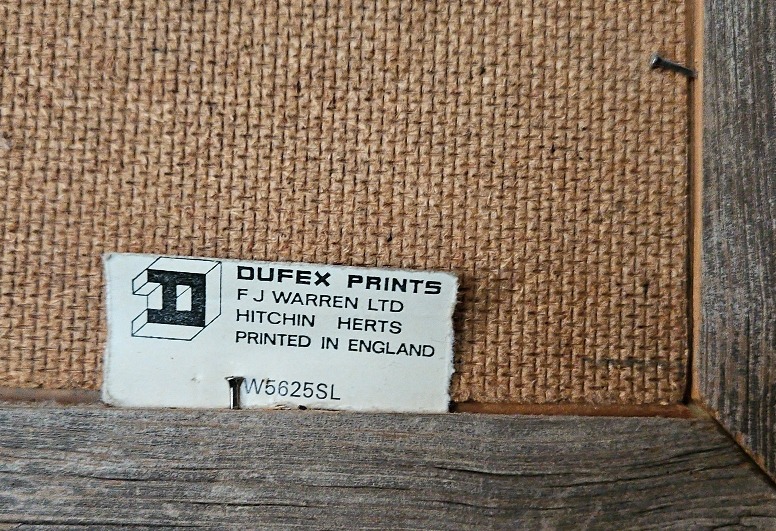 D
DUFEX PRINTS
F J WARREN LTD
HITCHIN HERTS
PRINTED IN ENGLAND
W5625SL